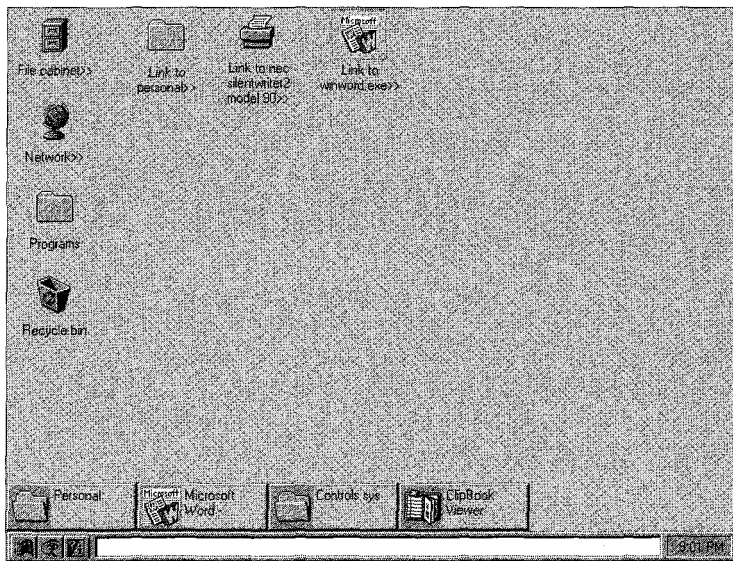 Microsoft
File cabinet>>
Link to
personal>>
Link to nec
silentwriter2
model 90>>
Link to
winword.exe>>
Network>>
Programs
Recycle bin
Personal
Microsoft
Microsoft
Word
Controls sys
ClipBook
Viewer
9:01 PM